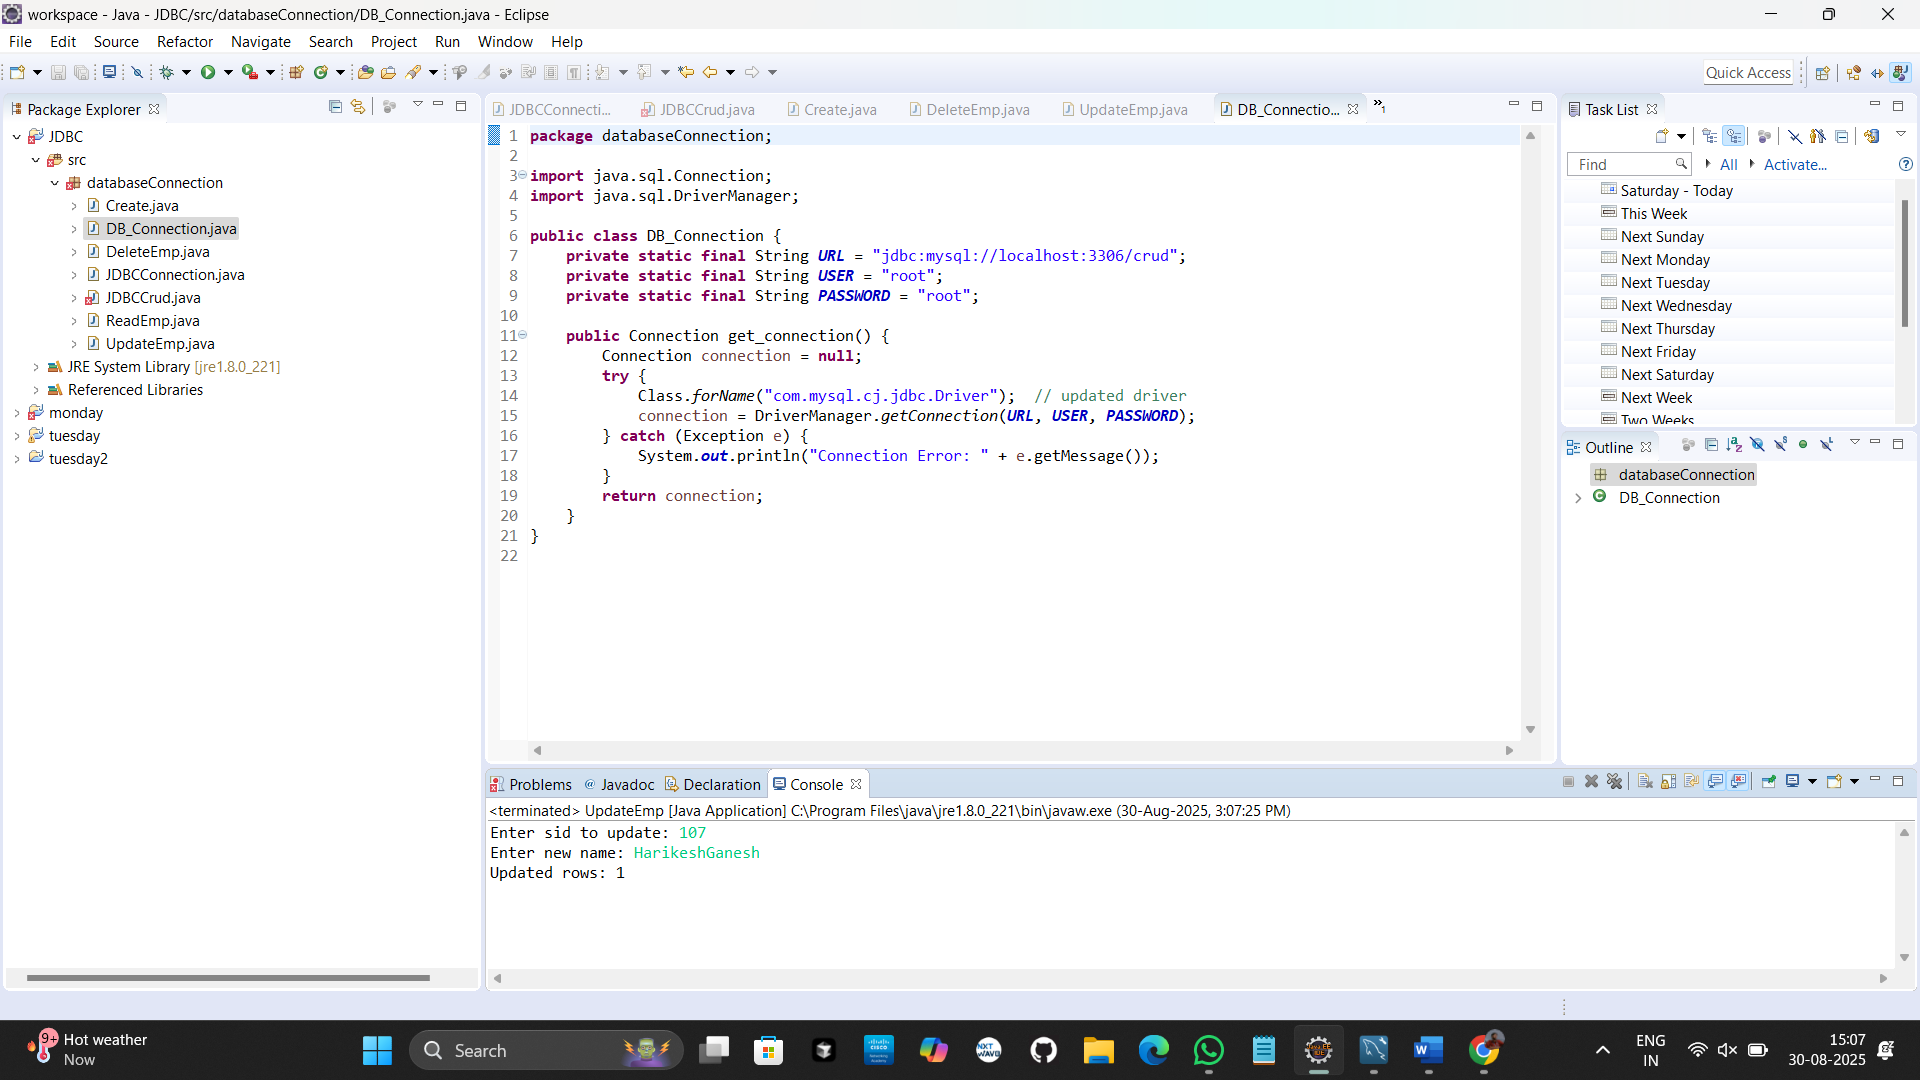 workspace - Java - JDBC/src/databaseConnection/DB_Connection.java - Eclipse
File Edit Source Refactor Navigate Search Project Run Window Help
Quick Access
Package Explorer
JDBC
src
databaseConnection
Create.java
DB_Connection.java
DeleteEmp.java
JDBCConnection.java
JDBCCrud.java
ReadEmp.java
UpdateEmp.java
JRE System Library [jre1.8.0_221]
Referenced Libraries
monday
tuesday
tuesday2
JDBCConnecti... JDBCCrud.java Create.java DeleteEmp.java UpdateEmp.java DB_Connectio... »1
1 package databaseConnection;
2
3 import java.sql.Connection;
4 import java.sql.DriverManager;
5
6 public class DB_Connection {
7 private static final String URL = "jdbc:mysql://localhost:3306/crud";
8 private static final String USER = "root";
9 private static final String PASSWORD = "root";
10
11 public Connection get_connection() {
12 Connection connection = null;
13 try {
14 Class.forName("com.mysql.cj.jdbc.Driver"); // updated driver
15 connection = DriverManager.getConnection(URL, USER, PASSWORD);
16 } catch (Exception e) {
17 System.out.println("Connection Error: " + e.getMessage());
18 }
19 return connection;
20 }
21 }
22
Task List
Find All Activate...
Saturday - Today
This Week
Next Sunday
Next Monday
Next Tuesday
Next Wednesday
Next Thursday
Next Friday
Next Saturday
Next Week
Two Weeks
Outline
databaseConnection
DB_Connection
Problems @ Javadoc Declaration Console
<terminated> UpdateEmp [Java Application] C:\Program Files\java\jre1.8.0_221\bin\javaw.exe (30-Aug-2025, 3:07:25 PM)
Enter sid to update: 107
Enter new name: HarikeshGanesh
Updated rows: 1
9+
Hot weather
Now
Search
ENG
IN
15:07
30-08-2025